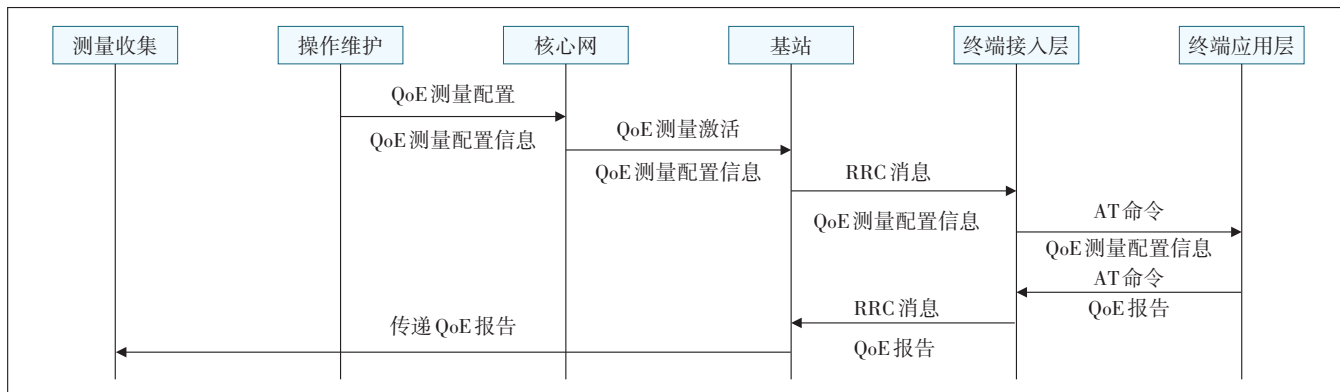 测量收集
操作维护
核心网
基站
终端接入层
终端应用层
QoE测量配置
QoE测量配置信息
QoE测量激活
QoE测量配置信息
RRC消息
QoE测量配置信息
AT命令
QoE测量配置信息
AT命令
QoE报告
RRC消息
QoE报告
传递QoE报告